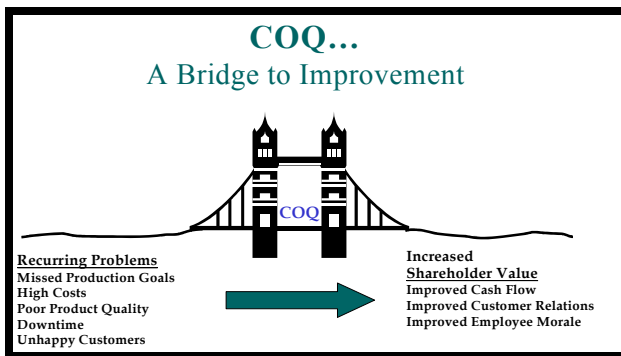 COQ...
A Bridge to Improvement
COQ
Recurring Problems
Missed Production Goals
High Costs
Poor Product Quality
Downtime
Unhappy Customers
Increased
Shareholder Value
Improved Cash Flow
Improved Customer Relations
Improved Employee Morale